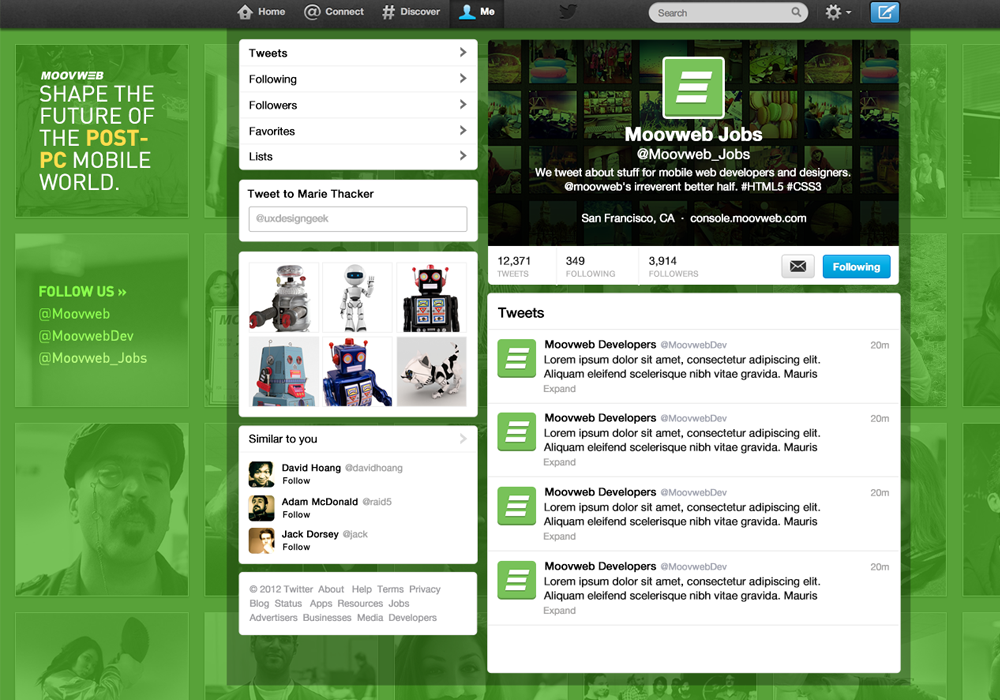 Home
Connect
Discover
Me
Search
MOOVWEB
SHAPE THE
FUTURE OF
THE POST-
PC MOBILE
WORLD.
FOLLOW US »
@Moovweb
@MoovwebDev
@Moovweb_Jobs
Tweets
Following
Followers
Favorites
Lists
Tweet to Marie Thacker
@uxdesigngeek
Similar to you
David Hoang @davidhoang
Follow
Adam McDonald @raid5
Follow
Jack Dorsey @jack
Follow
© 2012 Twitter About Help Terms Privacy
Blog Status Apps Resources Jobs
Advertisers Businesses Media Developers
Moovweb Jobs
@Moovweb_Jobs
We tweet about stuff for mobile web developers and designers.
@moovweb's irreverent better half. #HTML5 #CSS3
San Francisco, CA · console.moovweb.com
12,371
TWEETS
349
FOLLOWING
3,914
FOLLOWERS
Following
Tweets
Moovweb Developers @MoovwebDev 20m
Lorem ipsum dolor sit amet, consectetur adipiscing elit.
Aliquam eleifend scelerisque nibh vitae gravida. Mauris
Expand
Moovweb Developers @MoovwebDev 20m
Lorem ipsum dolor sit amet, consectetur adipiscing elit.
Aliquam eleifend scelerisque nibh vitae gravida. Mauris
Expand
Moovweb Developers @MoovwebDev 20m
Lorem ipsum dolor sit amet, consectetur adipiscing elit.
Aliquam eleifend scelerisque nibh vitae gravida. Mauris
Expand
Moovweb Developers @MoovwebDev 20m
Lorem ipsum dolor sit amet, consectetur adipiscing elit.
Aliquam eleifend scelerisque nibh vitae gravida. Mauris
Expand